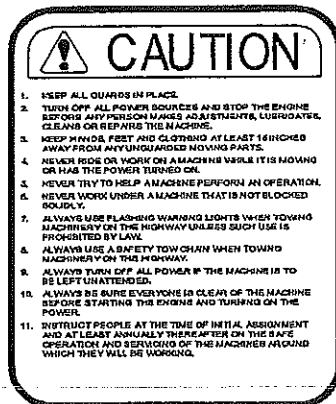 CAUTION
1. KEEP ALL GUARDS IN PLACE.
2. TURN OFF ALL POWER SOURCES AND STOP THE ENGINE
BEFORE ANY PERSON MAKES ADJUSTMENTS, LUBRICATES,
CLEANS OR REPAIRS THE MACHINE.
3. KEEP HANDS, FEET AND CLOTHING AT LEAST 16 INCHES
AWAY FROM ANY UNGUARDED MOVING PARTS.
4. NEVER RIDE OR WORK ON A MACHINE WHILE IT IS MOVING
OR HAS THE POWER TURNED ON.
5. NEVER TRY TO HELP A MACHINE PERFORM AN OPERATION.
6. NEVER WORK UNDER A MACHINE THAT IS NOT BLOCKED
SOLIDLY.
7. ALWAYS USE FLASHING WARNING LIGHTS WHEN TOWING
MACHINERY ON THE HIGHWAY UNLESS SUCH USE IS
PROHIBITED BY LAW.
8. ALWAYS USE A SAFETY TOW CHAIN WHEN TOWING
MACHINERY ON THE HIGHWAY.
9. ALWAYS TURN OFF ALL POWER IF THE MACHINE IS TO
BE LEFT UNATTENDED.
10. ALWAYS BE SURE EVERYONE IS CLEAR OF THE MACHINE
BEFORE STARTING THE ENGINE AND TURNING ON THE
POWER.
11. INSTRUCT PEOPLE AT THE TIME OF INITIAL ASSIGNMENT
AND AT LEAST ANNUALLY THEREAFTER ON THE SAFE
OPERATION AND SERVICING OF THE MACHINES AROUND
WHICH THEY WILL BE WORKING.